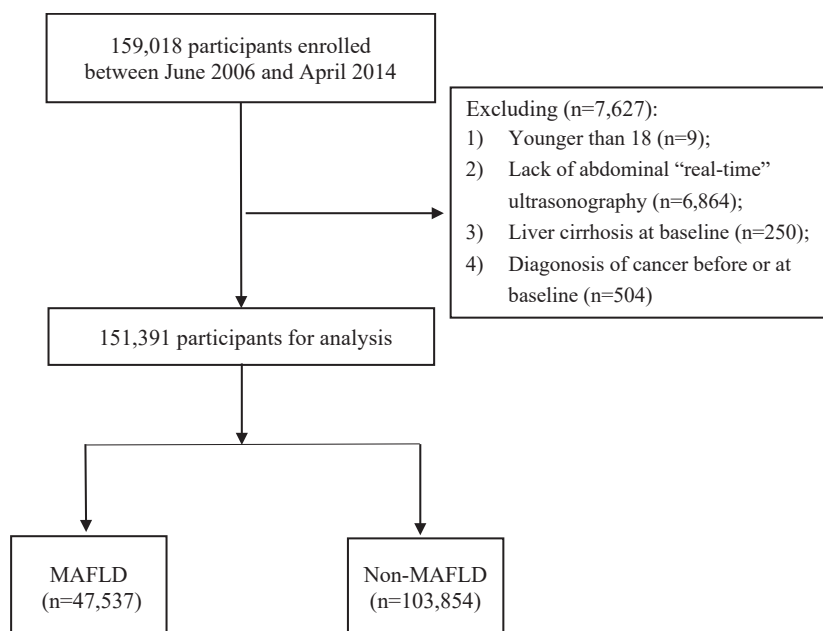 159,018 participants enrolled
between June 2006 and April 2014
Excluding (n=7,627):
1) Younger than 18 (n=9);
2) Lack of abdominal “real-time”
ultrasonography (n=6,864);
3) Liver cirrhosis at baseline (n=250);
4) Diagonosis of cancer before or at
baseline (n=504)
151,391 participants for analysis
MAFLD
(n=47,537)
Non-MAFLD
(n=103,854)